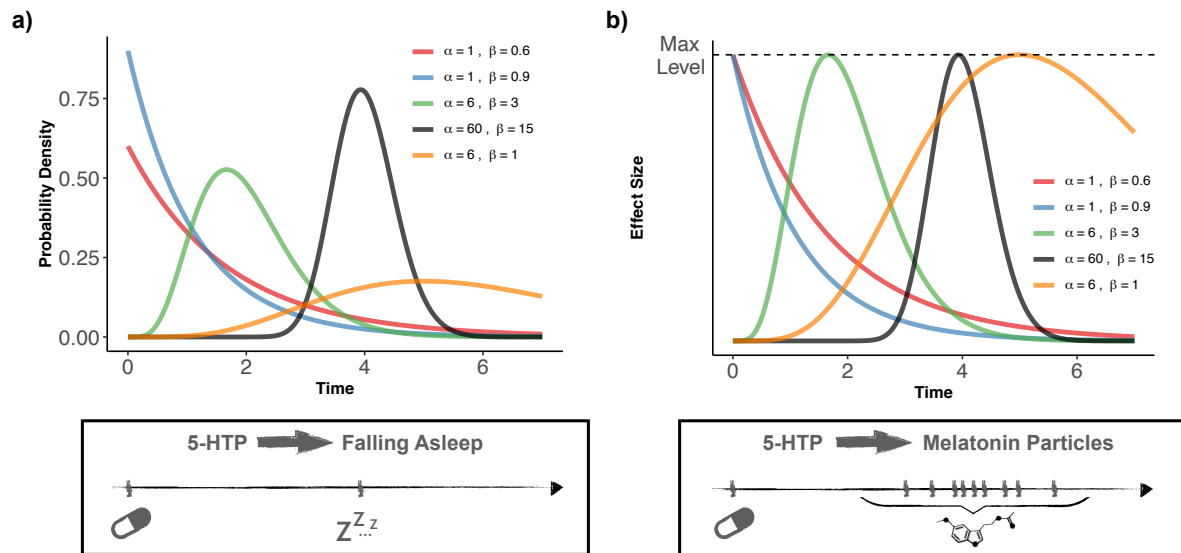 a)
Probability Density
0.75
0.50
0.25
0.00
α = 1 , β = 0.6
α = 1 , β = 0.9
α = 6 , β = 3
α = 60 , β = 15
α = 6 , β = 1
0 2 4 6
Time
5-HTP Falling Asleep
Z Z z
...
b)
Max
Level
Effect Size
α = 1 , β = 0.6
α = 1 , β = 0.9
α = 6 , β = 3
α = 60 , β = 15
α = 6 , β = 1
0 2 4 6
Time
5-HTP Melatonin Particles